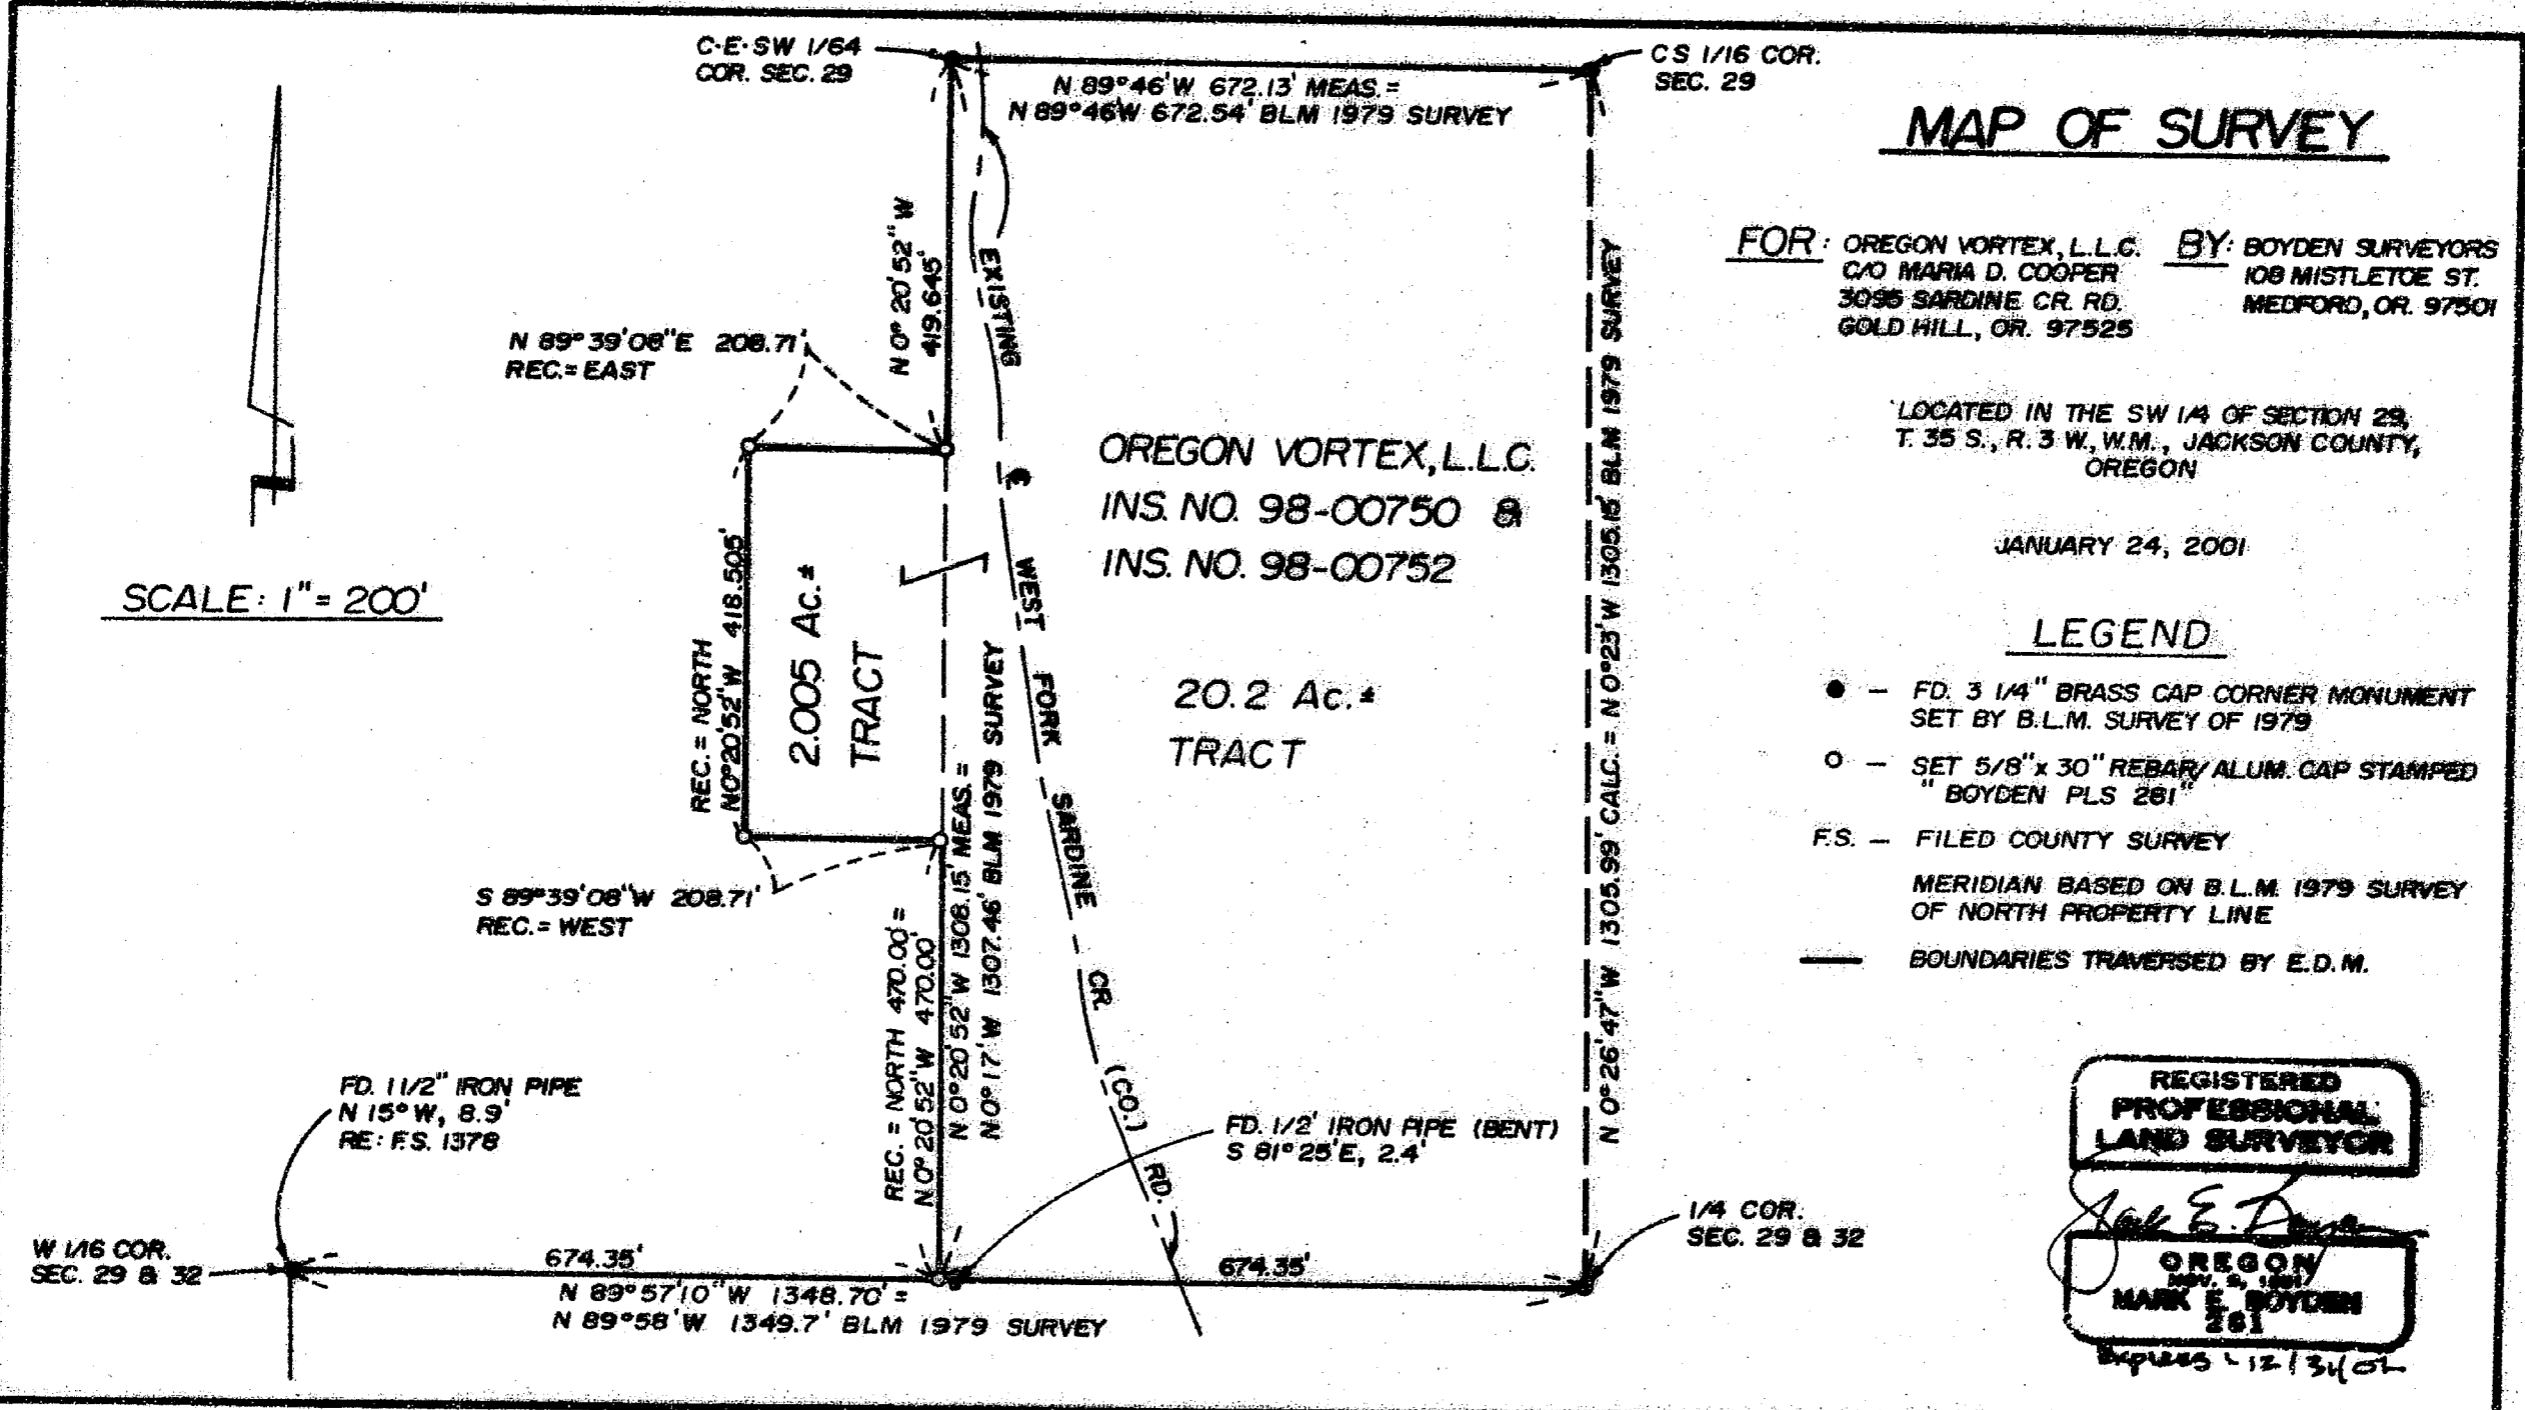 C-E-SW 1/64
COR. SEC. 29
N 89°46'W 672.13' MEAS.=
N 89°46'W 672.54' BLM 1979 SURVEY
CS 1/16 COR.
SEC. 29
MAP OF SURVEY
FOR: OREGON VORTEX, L.L.C.
C/O MARIA D. COOPER
3095 SARDINE CR. RD.
GOLD HILL, OR. 97525
BY: BOYDEN SURVEYORS
108 MISTLETOE ST.
MEDFORD, OR. 97501
LOCATED IN THE SW 1/4 OF SECTION 29,
T. 35 S., R. 3 W., W.M., JACKSON COUNTY,
OREGON
JANUARY 24, 2001
LEGEND
● — FD. 3 1/4" BRASS CAP CORNER MONUMENT
SET BY B.L.M. SURVEY OF 1979
○ — SET 5/8" x 30" REBAR/ALUM. CAP STAMPED
"BOYDEN PLS 281"
F.S. — FILED COUNTY SURVEY
MERIDIAN BASED ON B.L.M. 1979 SURVEY
OF NORTH PROPERTY LINE
BOUNDARIES TRAVERSED BY E.D.M.
SCALE: 1" = 200'
N 0°20'52" W
419.645'
N 89°39'08"E 208.71'
REC.= EAST
REC.= NORTH
N0°20'52"W 418.505'
2.005 Ac.±
TRACT
S 89°39'08"W 208.71'
REC.= WEST
REC. = NORTH 470.00' =
N0°20'52"W 470.00'
N 0°20'52"W 1308.15' MEAS. =
N 0°17'W 1307.46' BLM 1979 SURVEY
EXISTING ℄ WEST FORK SARDINE CR. (CO.) RD.
OREGON VORTEX, L.L.C.
INS. NO. 98-00750 &
INS. NO. 98-00752
20.2 Ac.±
TRACT
N 0°26'47"W 1305.99' CALC.= N 0°23'W 1305.15' BLM 1979 SURVEY
FD. 1 1/2" IRON PIPE
N 15°W, 8.9'
RE: F.S. 1378
FD. 1/2' IRON PIPE (BENT)
S 81°25'E, 2.4'
W 1/16 COR.
SEC. 29 & 32
1/4 COR.
SEC. 29 & 32
674.35'
674.35'
N 89°57'10"W 1348.70' =
N 89°58'W 1349.7' BLM 1979 SURVEY
REGISTERED
PROFESSIONAL
LAND SURVEYOR
OREGON
MARK E. BOYDEN
281
Expires - 12/31/02